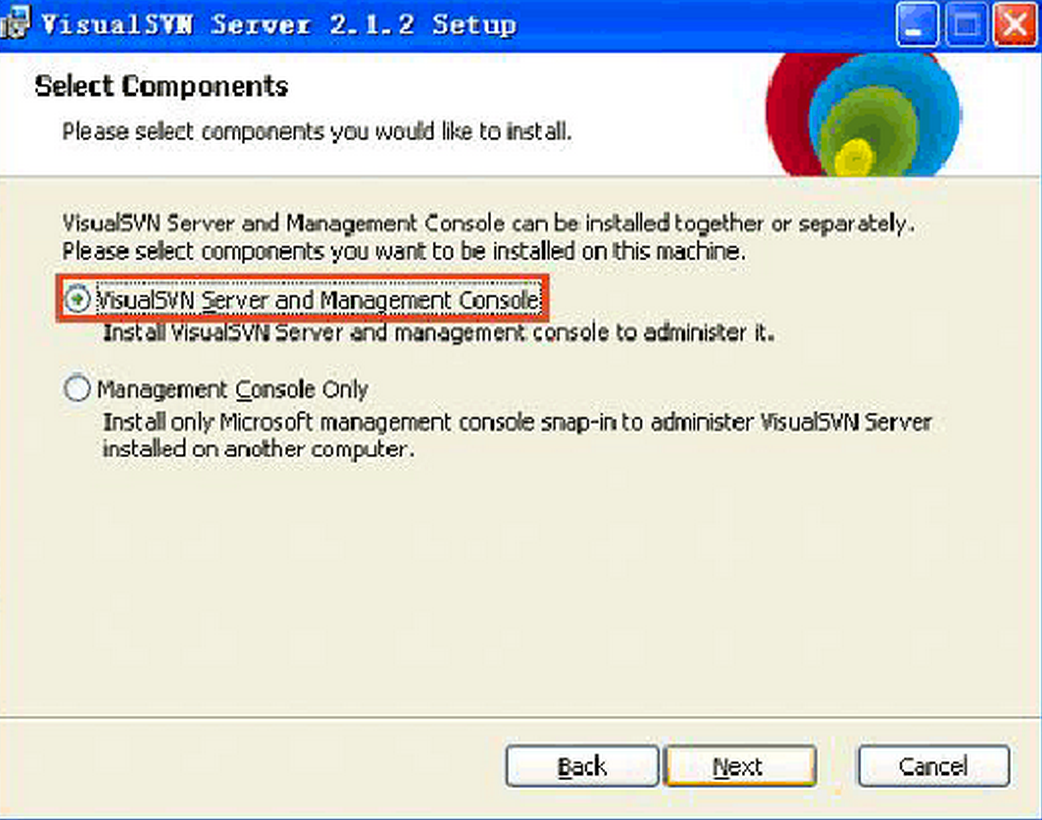 VisualSVN Server 2.1.2 Setup
Select Components
Please select components you would like to install.
VisualSVN Server and Management Console can be installed together or separately.
Please select components you want to be installed on this machine.
VisualSVN Server and Management Console
Install VisualSVN Server and management console to administer it.
Management Console Only
Install only Microsoft management console snap-in to administer VisualSVN Server
installed on another computer.
Back Next Cancel